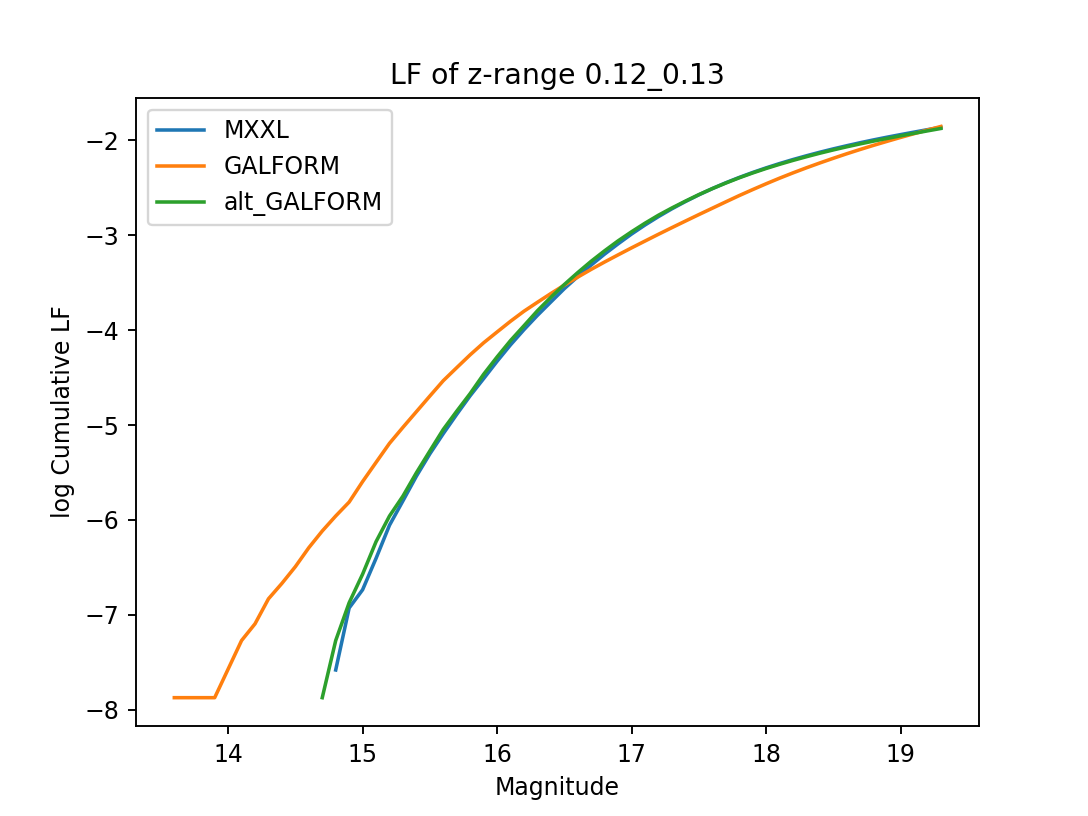 LF of z-range 0.12_0.13
MXXL
GALFORM
alt_GALFORM
−2
−3
−4
−5
−6
−7
−8
log Cumulative LF
14 15 16 17 18 19
Magnitude